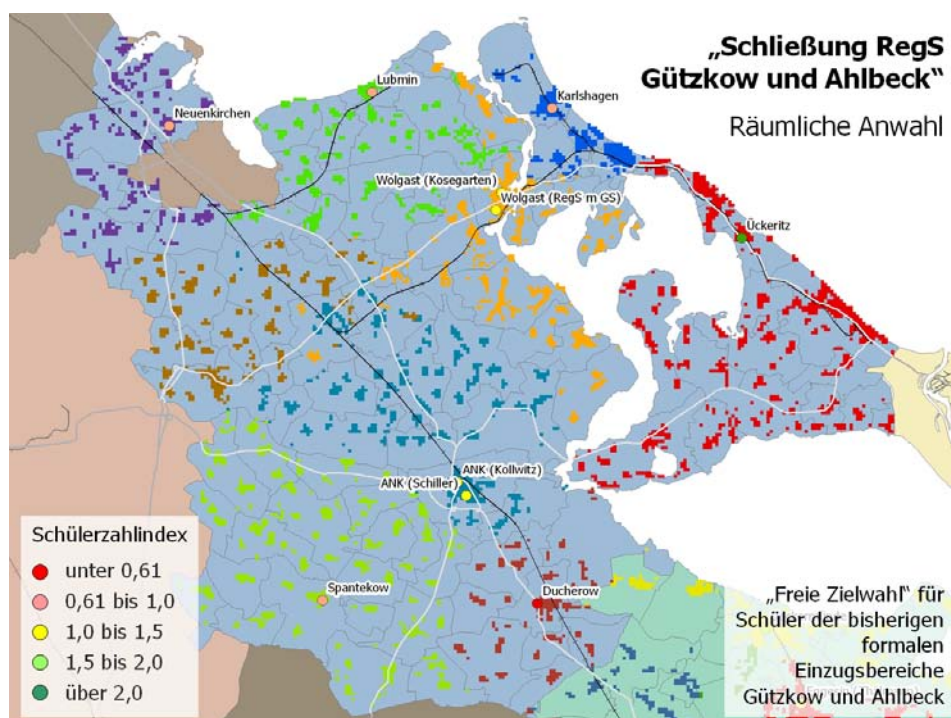 „Schließung RegS
Gützkow und Ahlbeck“
Räumliche Anwahl
Lubmin
Karlshagen
Neuenkirchen
Wolgast (Kosegarten)
Wolgast (RegS m GS)
Ückeritz
ANK (Kollwitz)
ANK (Schiller)
Spantekow
Ducherow
Schülerzahlindex
unter 0,61
0,61 bis 1,0
1,0 bis 1,5
1,5 bis 2,0
über 2,0
„Freie Zielwahl“ für
Schüler der bisherigen
formalen
Einzugsbereiche
Gützkow und Ahlbeck